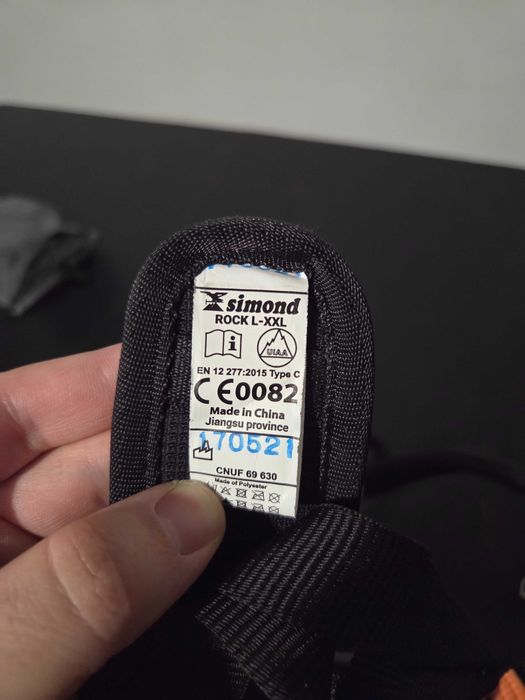 simond
ROCK L-XXL
i
UIAA
EN 12 277:2015 Type C
CE0082
Made in China
Jiangsu province
170521
CNUF 69 630
Made of Polyester